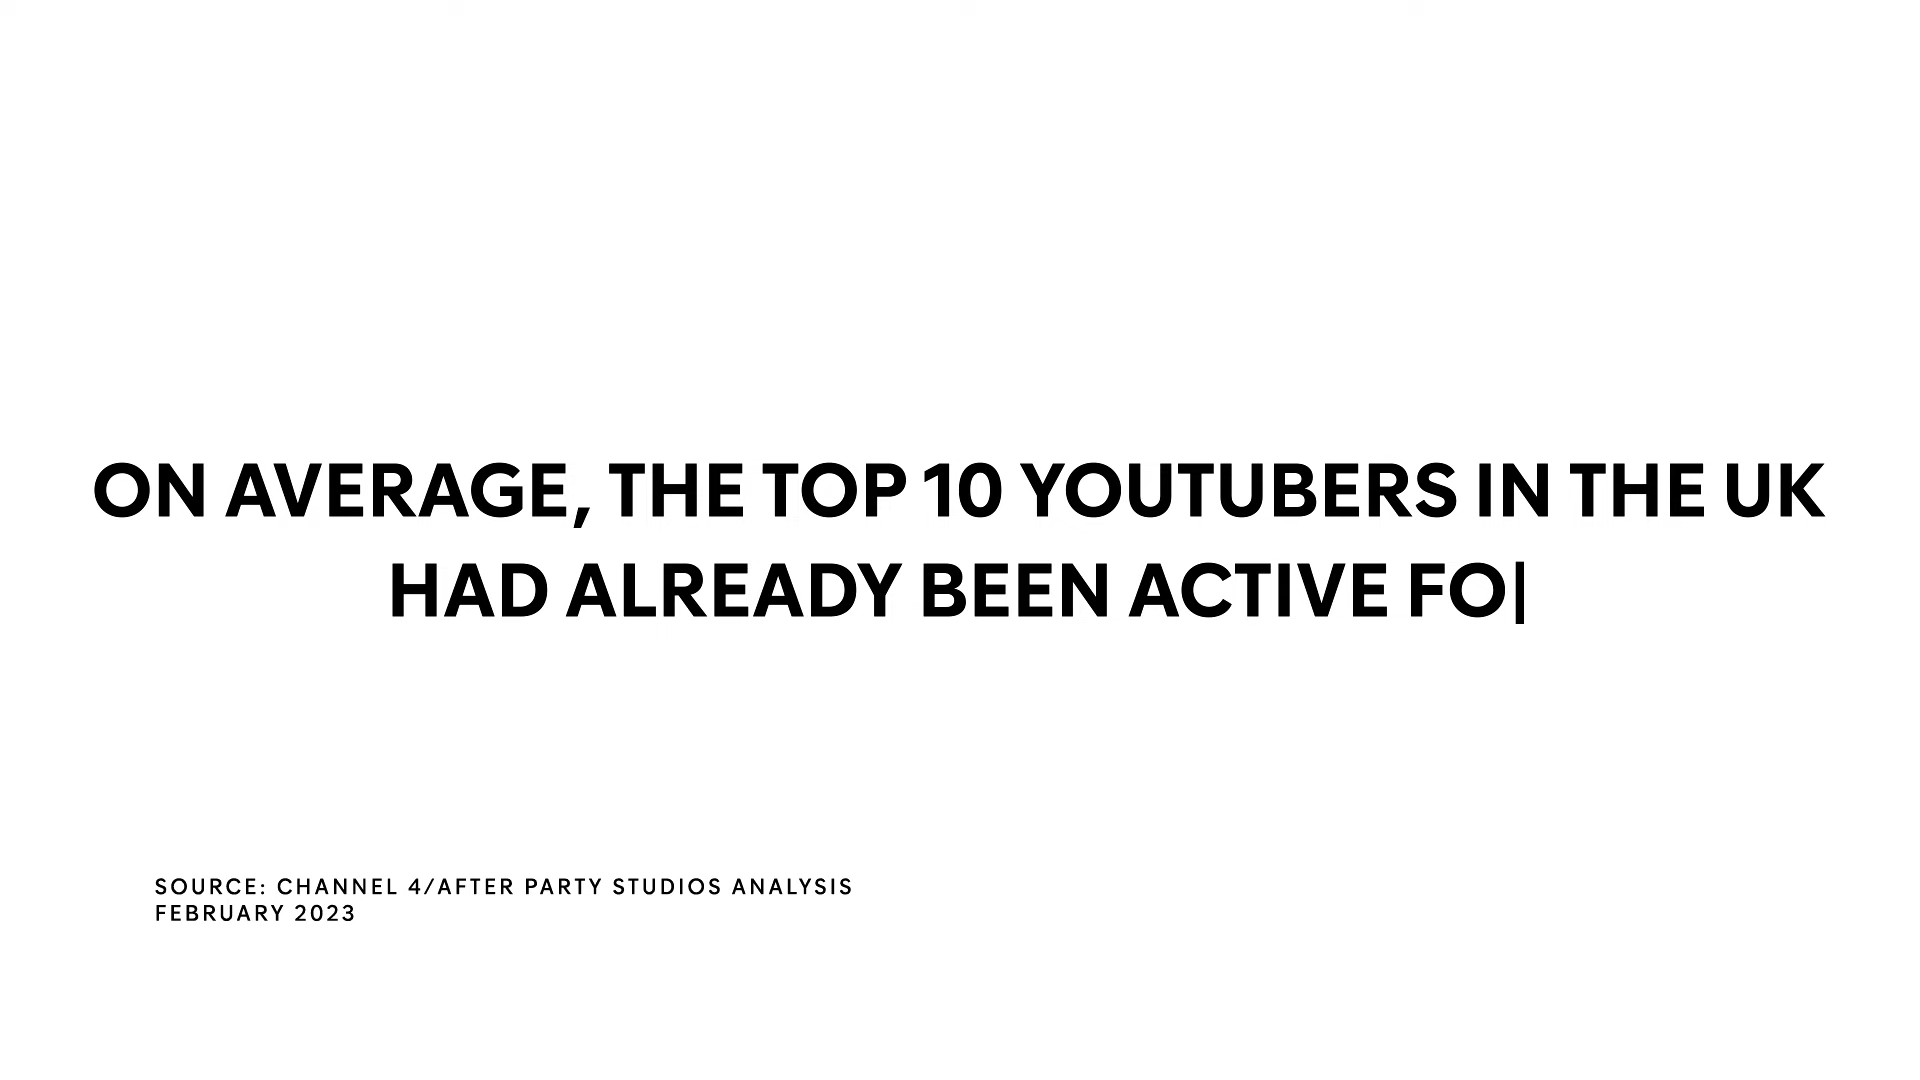 ON AVERAGE, THE TOP 10 YOUTUBERS IN THE UK
HAD ALREADY BEEN ACTIVE FO|
SOURCE: CHANNEL 4/AFTER PARTY STUDIOS ANALYSIS
FEBRUARY 2023